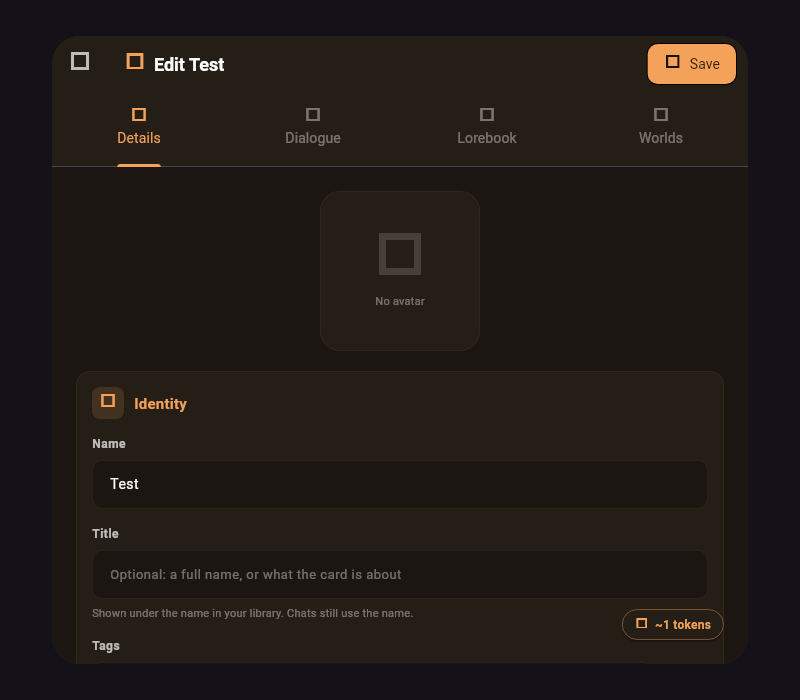 Edit Test
Save
Details
Dialogue
Lorebook
Worlds
No avatar
Identity
Name
Test
Title
Optional: a full name, or what the card is about
Shown under the name in your library. Chats still use the name.
~1 tokens
Tags